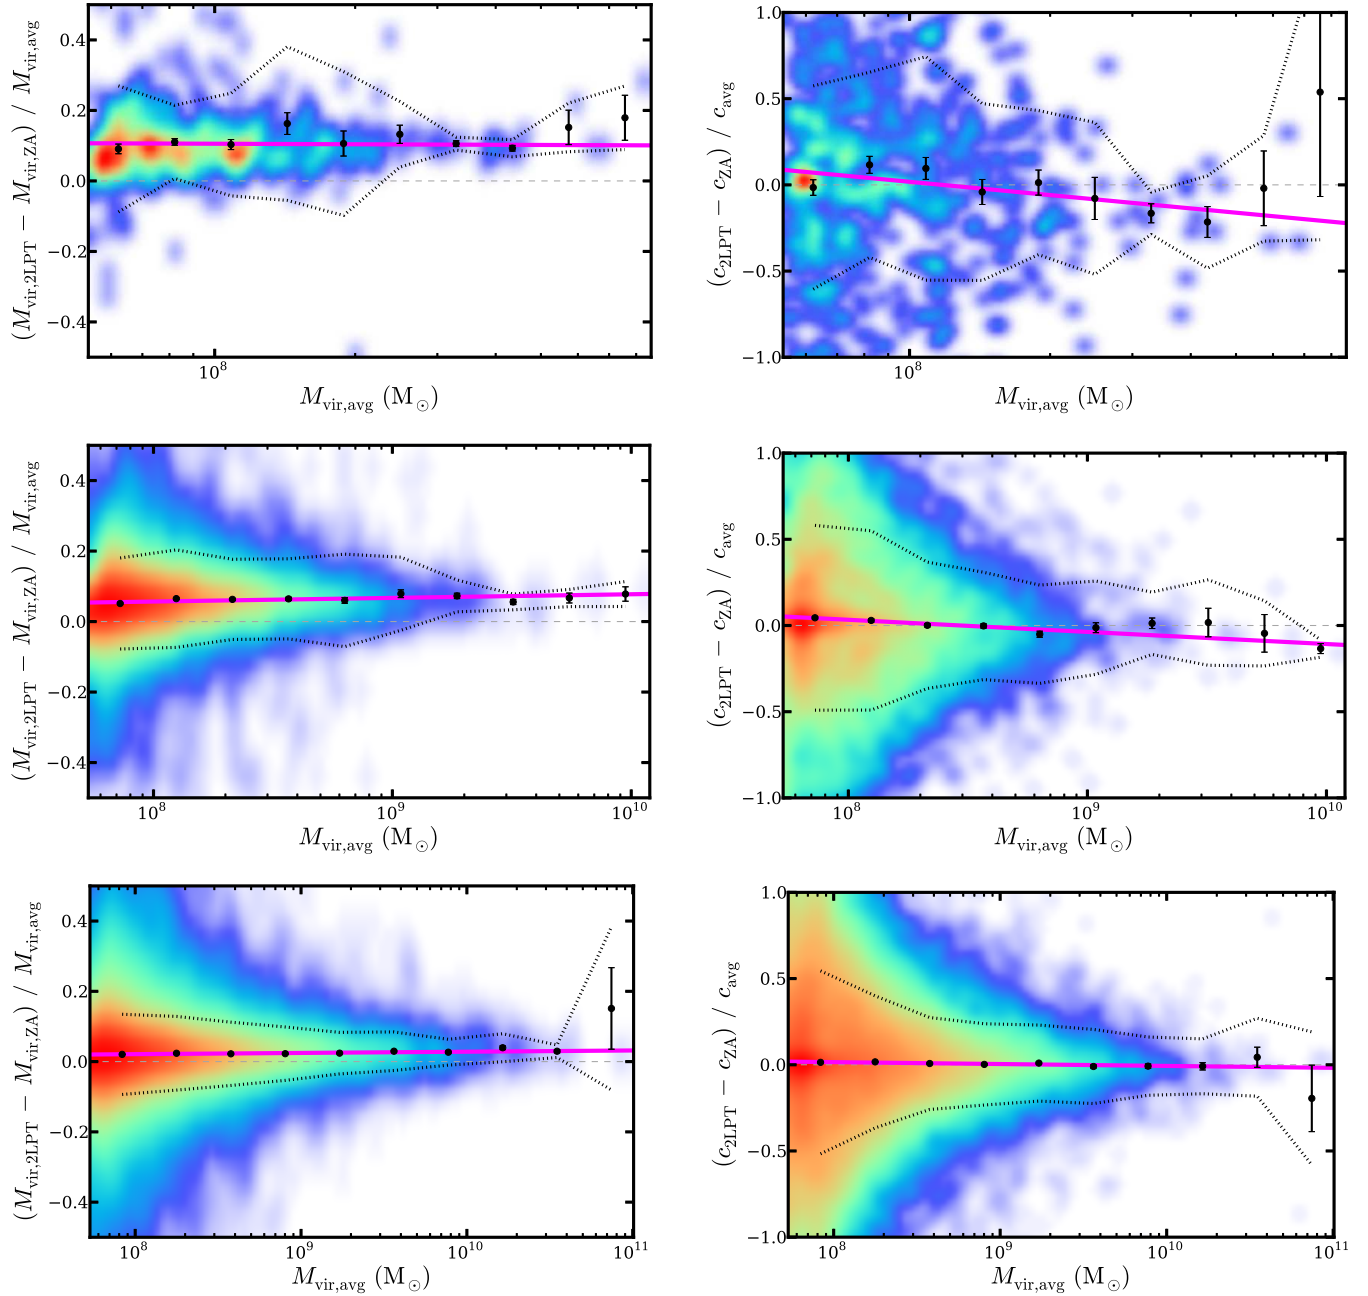 (M_vir,2LPT − M_vir,ZA) / M_vir,avg
0.4
0.2
0.0
−0.2
−0.4
10^8
M_vir,avg (M_⊙)
(c_2LPT − c_ZA) / c_avg
1.0
0.5
0.0
−0.5
−1.0
10^8
M_vir,avg (M_⊙)
(M_vir,2LPT − M_vir,ZA) / M_vir,avg
0.4
0.2
0.0
−0.2
−0.4
10^8 10^9 10^10
M_vir,avg (M_⊙)
(c_2LPT − c_ZA) / c_avg
1.0
0.5
0.0
−0.5
−1.0
10^8 10^9 10^10
M_vir,avg (M_⊙)
(M_vir,2LPT − M_vir,ZA) / M_vir,avg
0.4
0.2
0.0
−0.2
−0.4
10^8 10^9 10^10 10^11
M_vir,avg (M_⊙)
(c_2LPT − c_ZA) / c_avg
1.0
0.5
0.0
−0.5
−1.0
10^8 10^9 10^10 10^11
M_vir,avg (M_⊙)